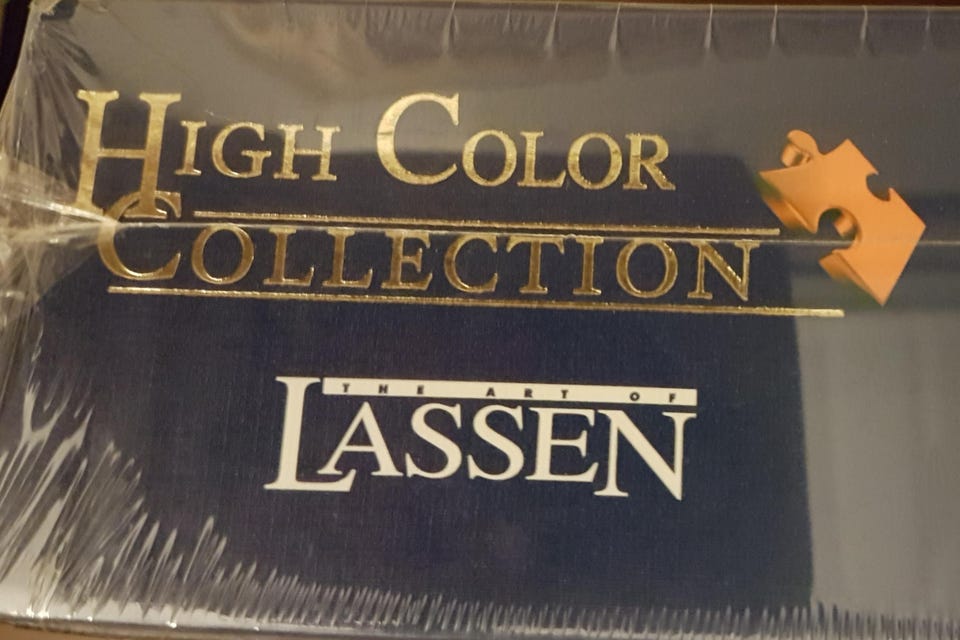 HIGH COLOR
COLLECTION
THE ART OF
LASSEN